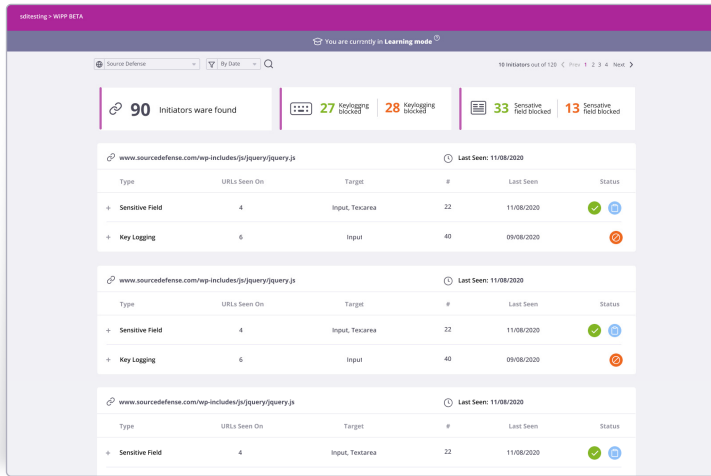 sditesting > WiPP BETA
You are currntly in Learning mode ?
Source Defense
By Date
10 Initiators out of 120 Prev 1 2 3 4 Next
90 Initiators ware found
27 Keylogging blocked
28 Keylogging blocked
33 Sensative field blocked
13 Sensative field blocked
www.sourcedefense.com/wp-includes/js/jquery/jquery.js Last Seen: 11/08/2020
Type URLs Seen On Target # Last Seen Status
+ Sensitive Field 4 Input, Texcarea 22 11/08/2020
+ Key Logging 6 Input 40 09/08/2020
www.sourcedefense.com/wp-includes/js/jquery/jquery.js Last Seen: 11/08/2020
Type URLs Seen On Target # Last Seen Status
+ Sensitive Field 4 Input, Texcarea 22 11/08/2020
+ Key Logging 6 Input 40 09/08/2020
www.sourcedefense.com/wp-includes/js/jquery/jquery.js Last Seen: 11/08/2020
Type URLs Seen On Target # Last Seen Status
+ Sensitive Field 4 Input, Textarea 22 11/08/2020